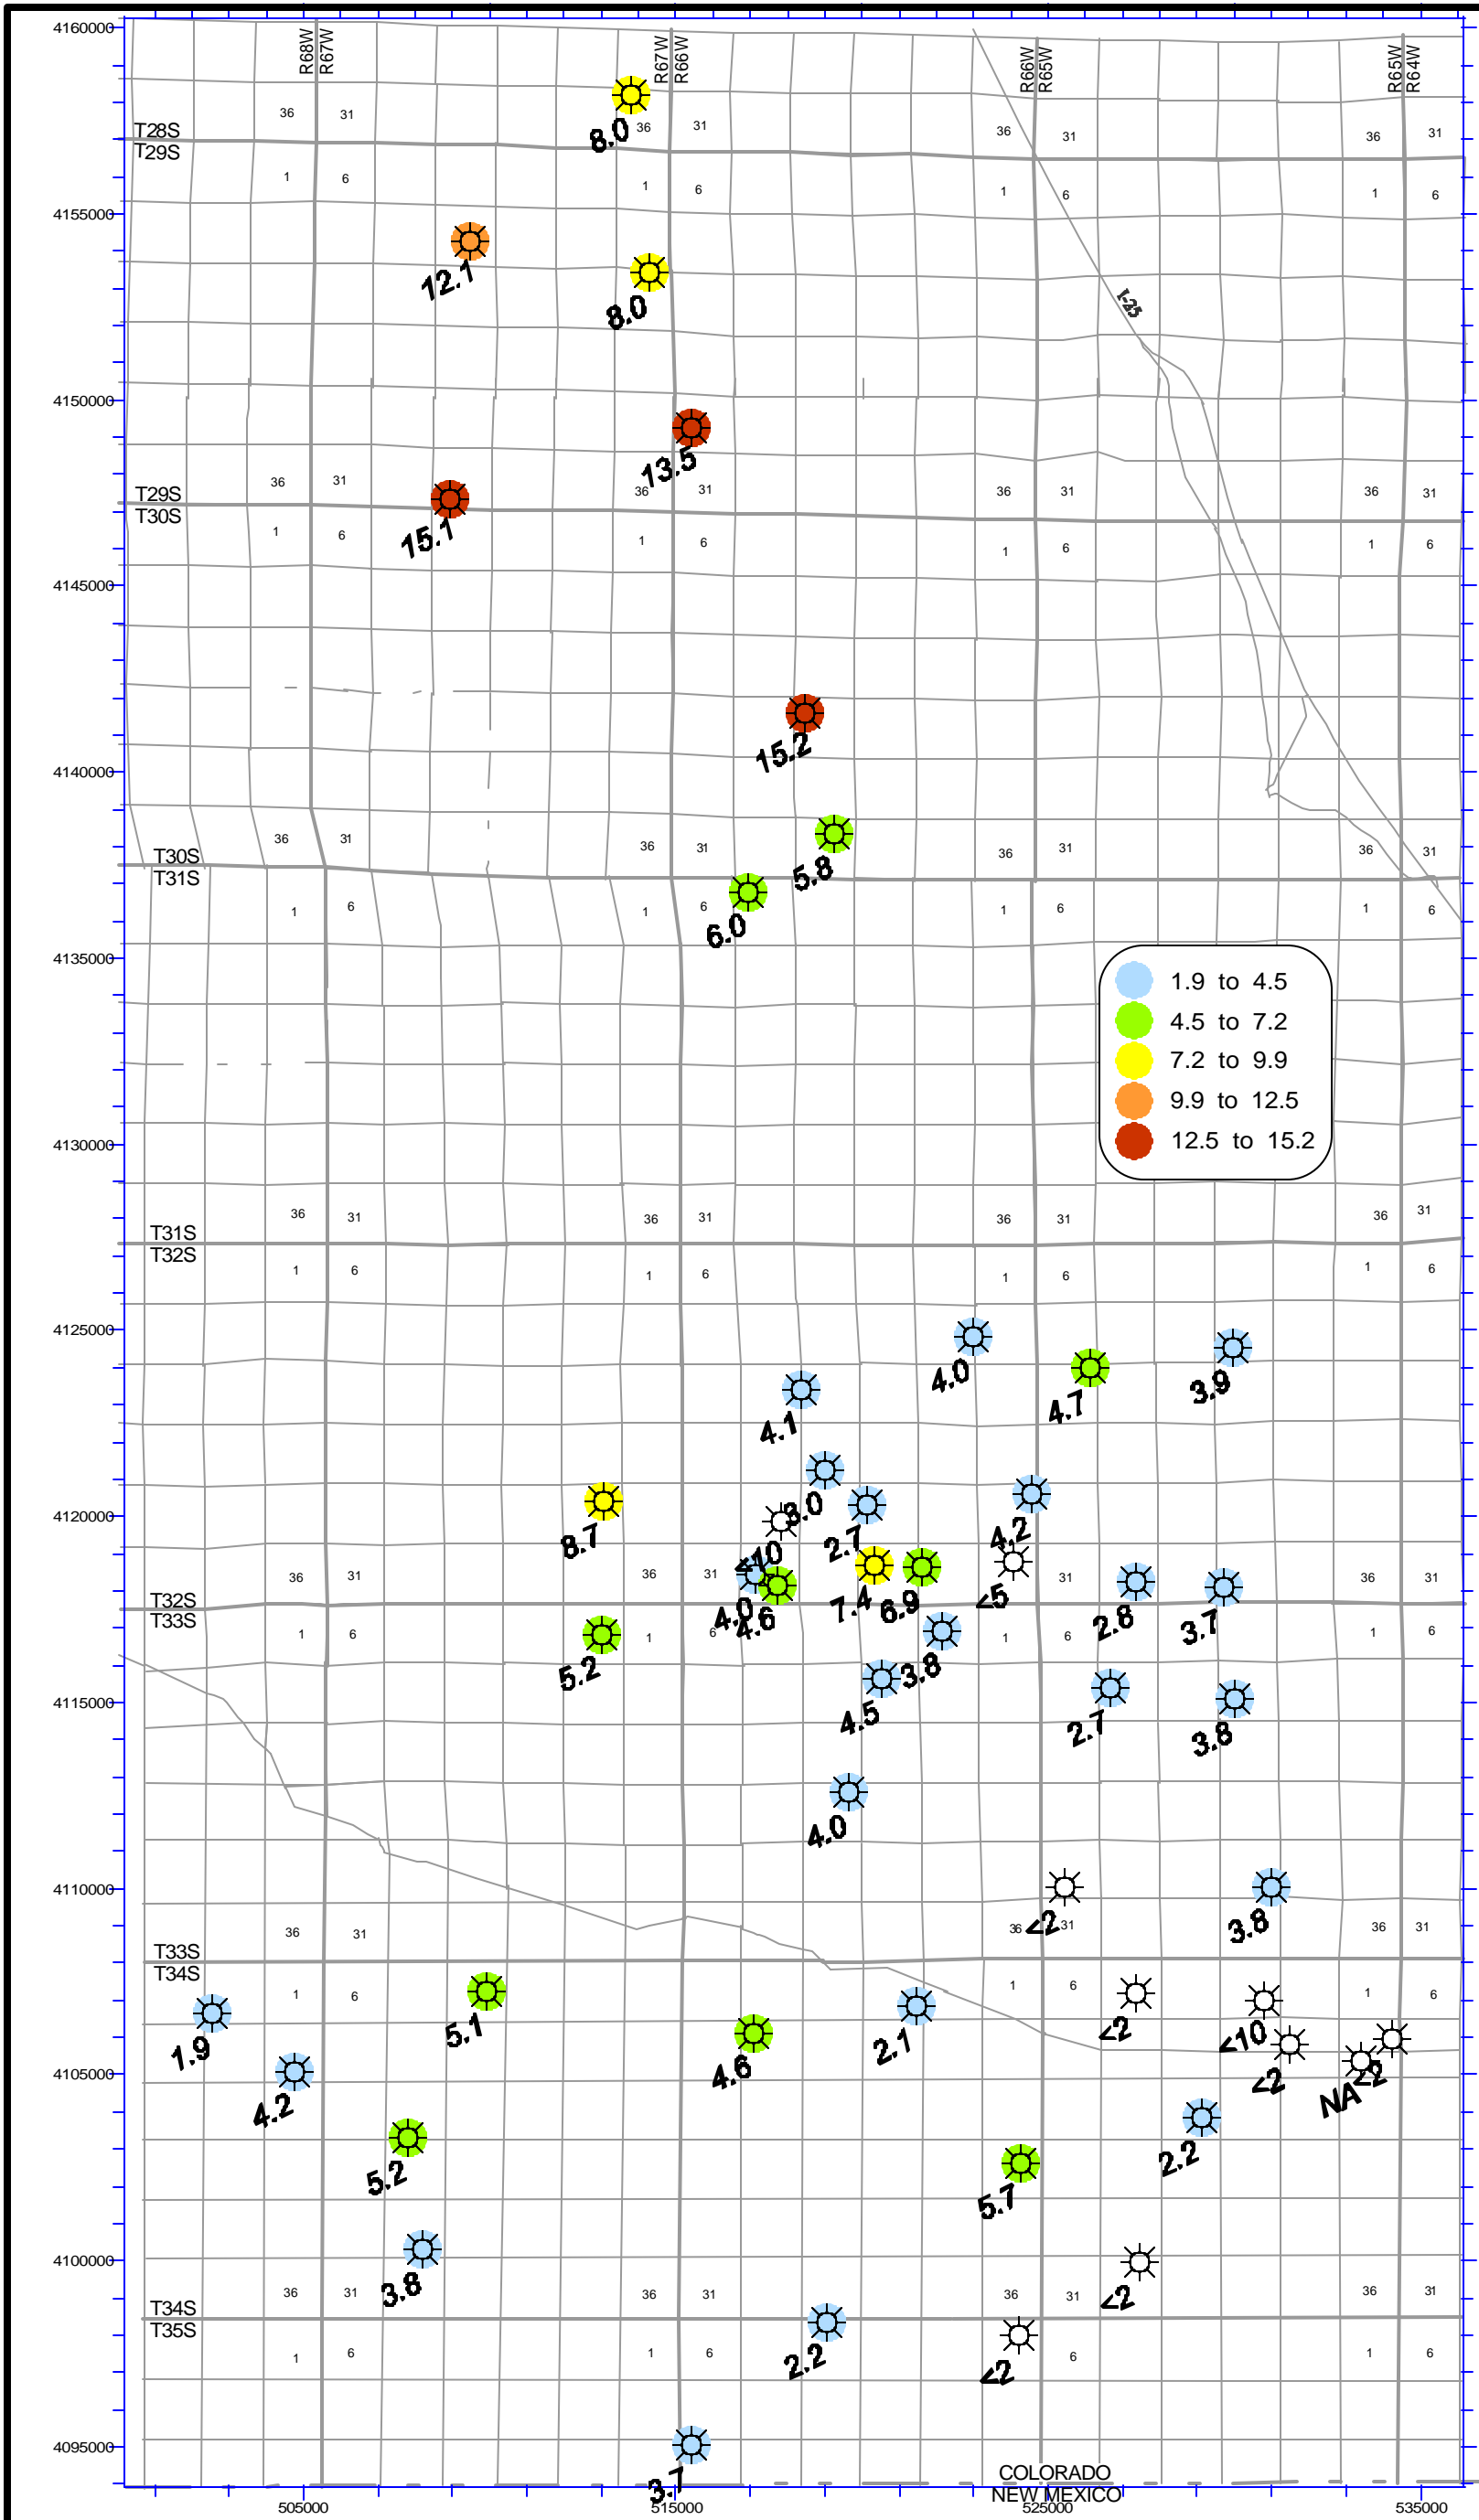 4160000
R68W R67W
R67W R66W
R66W R65W
R65W R64W
8.0
36 31 36 31 36 31 36 31
T28S
T29S
1 6 1 6 1 6 1 6
4155000
12.1
8.0
I-25
4150000
13.5
36 31 36 31 36 31 36 31
T29S
T30S
15.1
1 6 1 6 1 6 1 6
4145000
15.2
4140000
36 31 36 31 36 31 36 31
T30S
T31S
5.8
6.0
1 6 1 6 1 6 1 6
4135000
1.9 to 4.5
4.5 to 7.2
7.2 to 9.9
9.9 to 12.5
12.5 to 15.2
4130000
36 31 36 31 36 31 36 31
T31S
T32S
1 6 1 6 1 6 1 6
4125000
4.0
4.7
3.9
4.1
4120000
8.7
3.0
2.7
4.2
<10
36 31 36 31 31 36 31
4.0
4.6
7.4
6.9
<5
2.8
3.7
T32S
T33S
1 6 1 6 1 6 1 6
5.2
3.8
4115000
4.5
2.7
3.8
4.0
4110000
<2
3.8
36 31 36 31 36 31
T33S
T34S
1 6 1 6 1 6
1.9
5.1
4.6
2.1
<2
<10
<2
<2
NA
4105000
4.2
2.2
5.2
5.7
4100000
3.8
<2
36 31 36 31 36 31 36 31
T34S
T35S
2.2
<2
1 6 1 6 6 1 6
4095000
3.7
COLORADO
NEW MEXICO
505000 515000 525000 535000